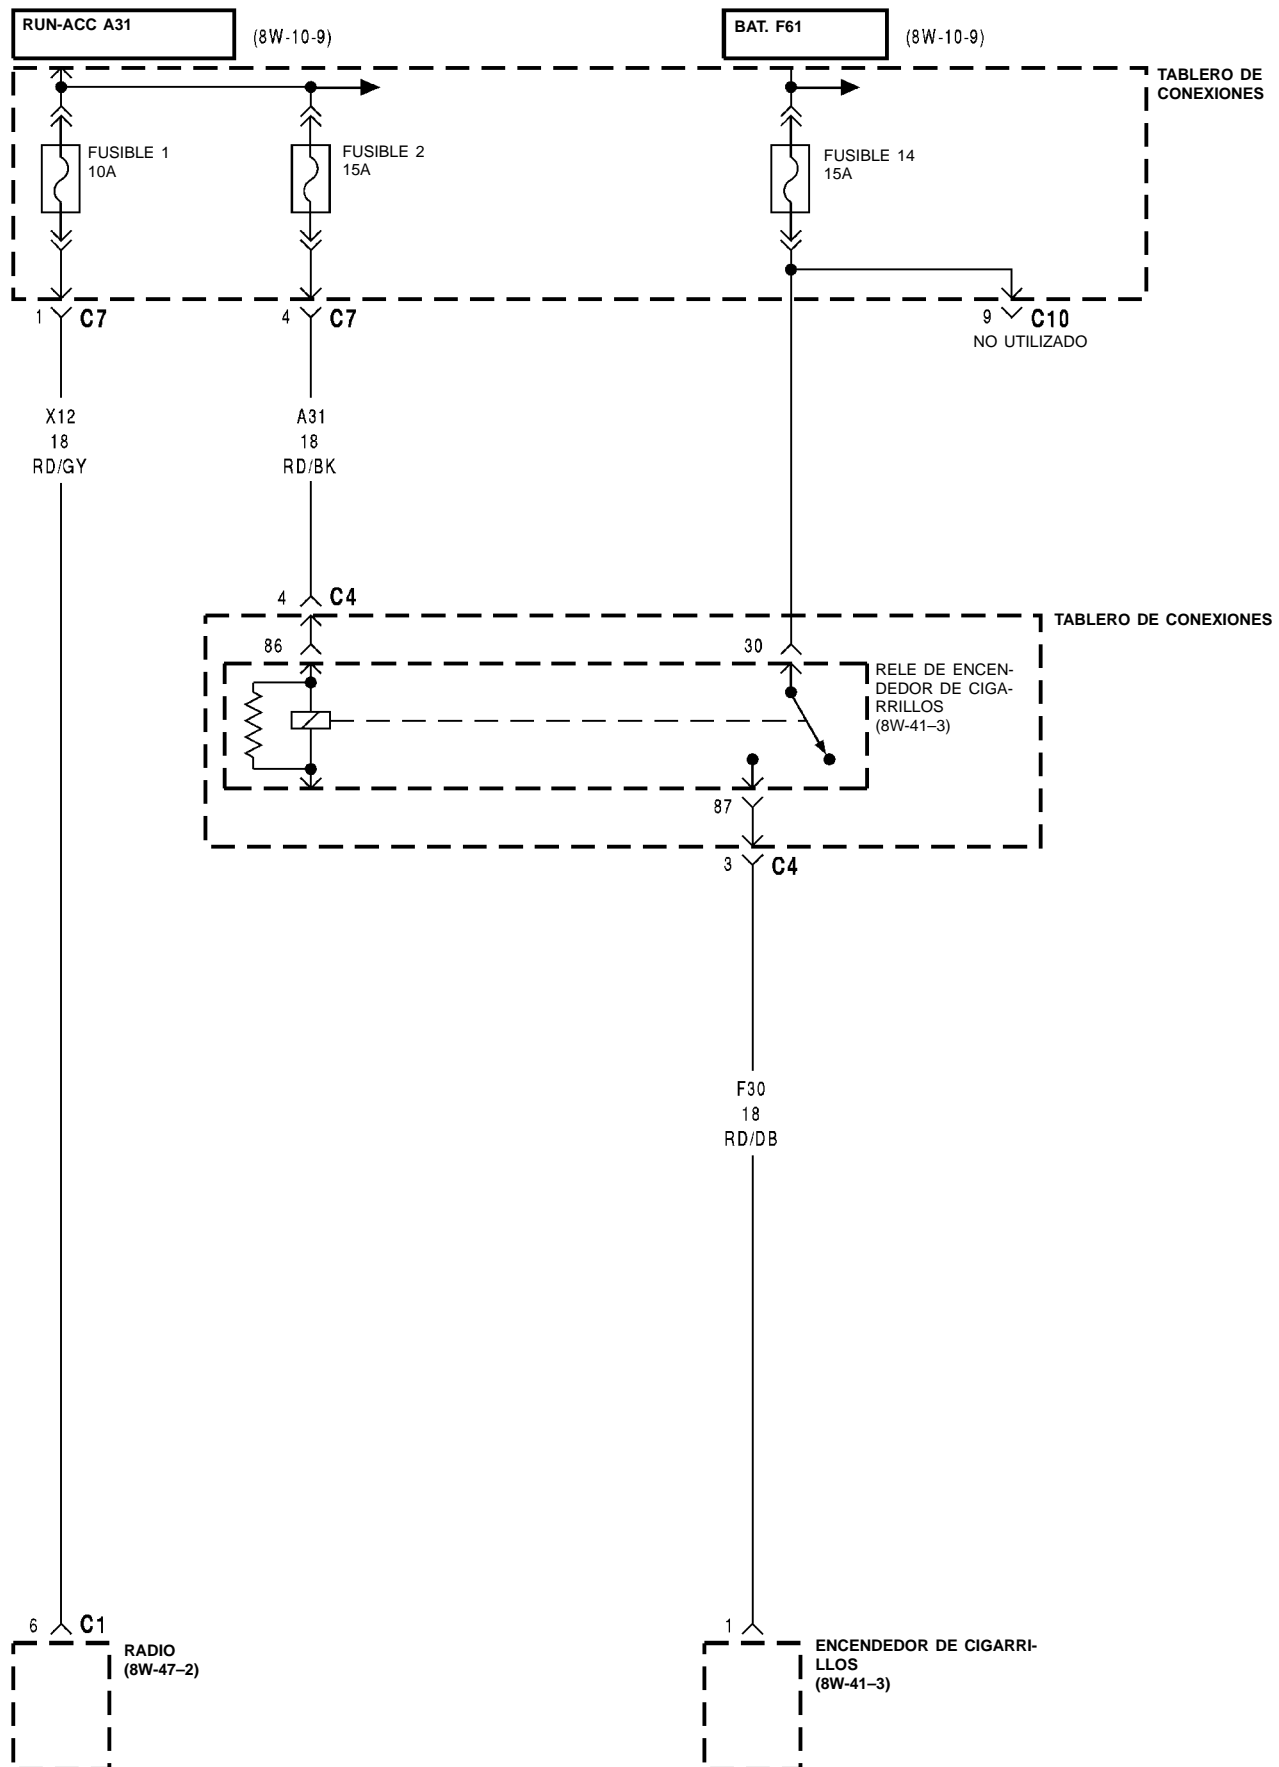 RUN-ACC A31
(8W-10-9)
BAT. F61
(8W-10-9)
TABLERO DE
CONEXIONES
FUSIBLE 1
10A
FUSIBLE 2
15A
FUSIBLE 14
15A
1 C7
4 C7
9 C10
NO UTILIZADO
X12
18
RD/GY
A31
18
RD/BK
4 C4
TABLERO DE CONEXIONES
86
30
RELE DE ENCEN-
DEDOR DE CIGA-
RRILLOS
(8W-41–3)
87
3 C4
F30
18
RD/DB
6 C1
RADIO
(8W-47–2)
1
ENCENDEDOR DE CIGARRI-
LLOS
(8W-41–3)